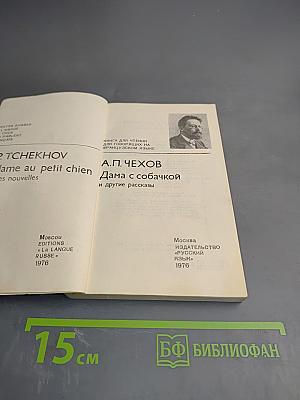 P TCHEKHOV
dame au petit chien
es nouvelles
Moscou
EDITIONS
«LA LANGUE
RUSSE»
1976
КНИГА ДЛЯ ЧТЕНИЯ
ДЛЯ ГОВОРЯЩИХ НА
ФРАНЦУЗСКОМ ЯЗЫКЕ
А.П. ЧЕХОВ
Дама с собачкой
и другие рассказы
Москва
ИЗДАТЕЛЬСТВО
«РУССКИЙ
ЯЗЫК»
1976
15 см
БФ БИБЛИОФАН